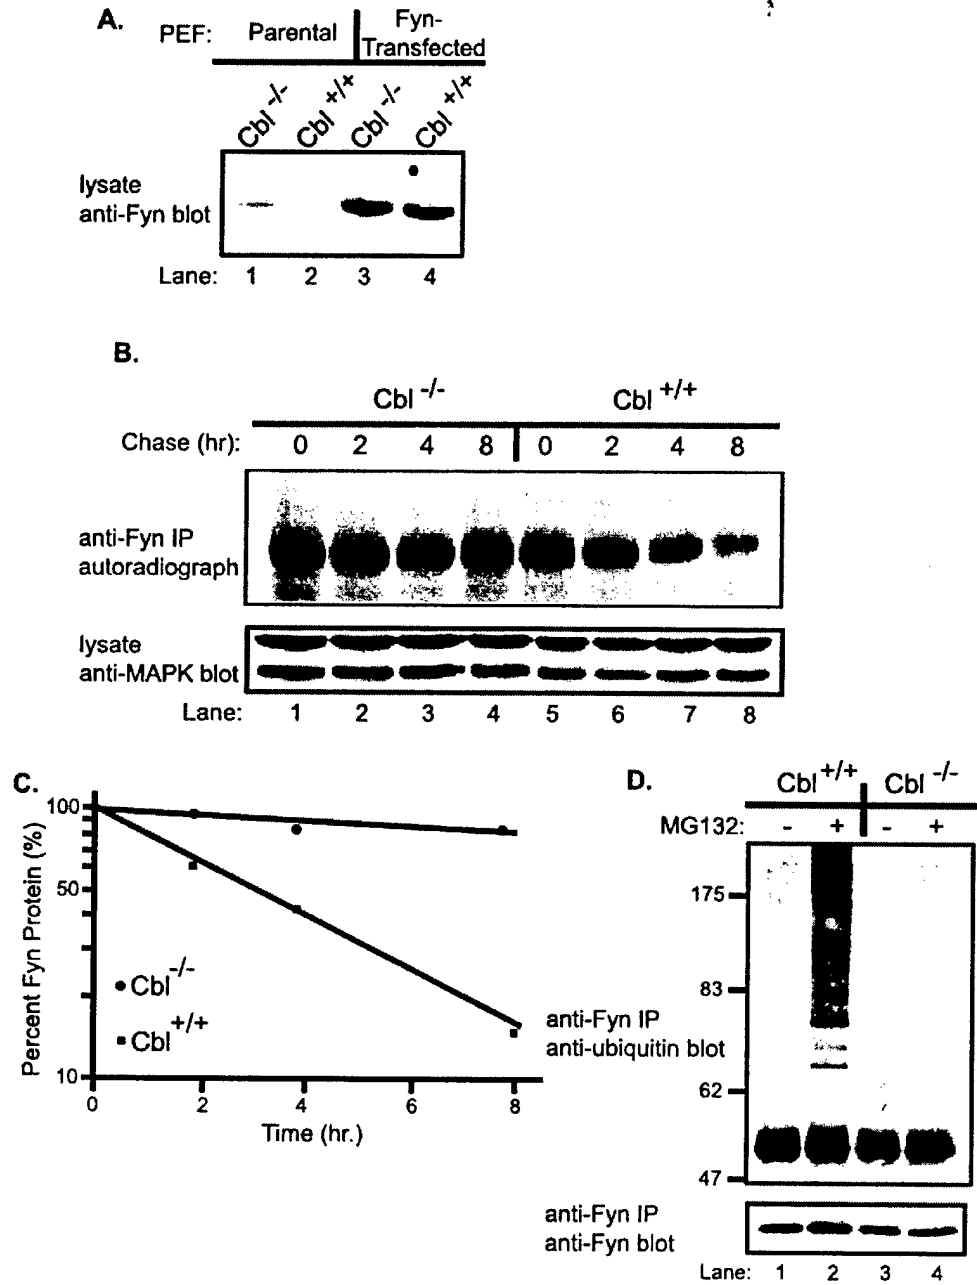 A.
PEF: Parental Fyn-Transfected
Cbl -/- Cbl +/+ Cbl -/- Cbl +/+
lysate
anti-Fyn blot
Lane: 1 2 3 4
B.
Cbl -/- Cbl +/+
Chase (hr): 0 2 4 8 0 2 4 8
anti-Fyn IP
autoradiograph
lysate
anti-MAPK blot
Lane: 1 2 3 4 5 6 7 8
C.
Percent Fyn Protein (%)
100
50
10
Cbl -/-
Cbl +/+
0 2 4 6 8
Time (hr.)
D.
Cbl +/+ Cbl -/-
MG132: - + - +
175
83
anti-Fyn IP
anti-ubiquitin blot
62
47
anti-Fyn IP
anti-Fyn blot
Lane: 1 2 3 4